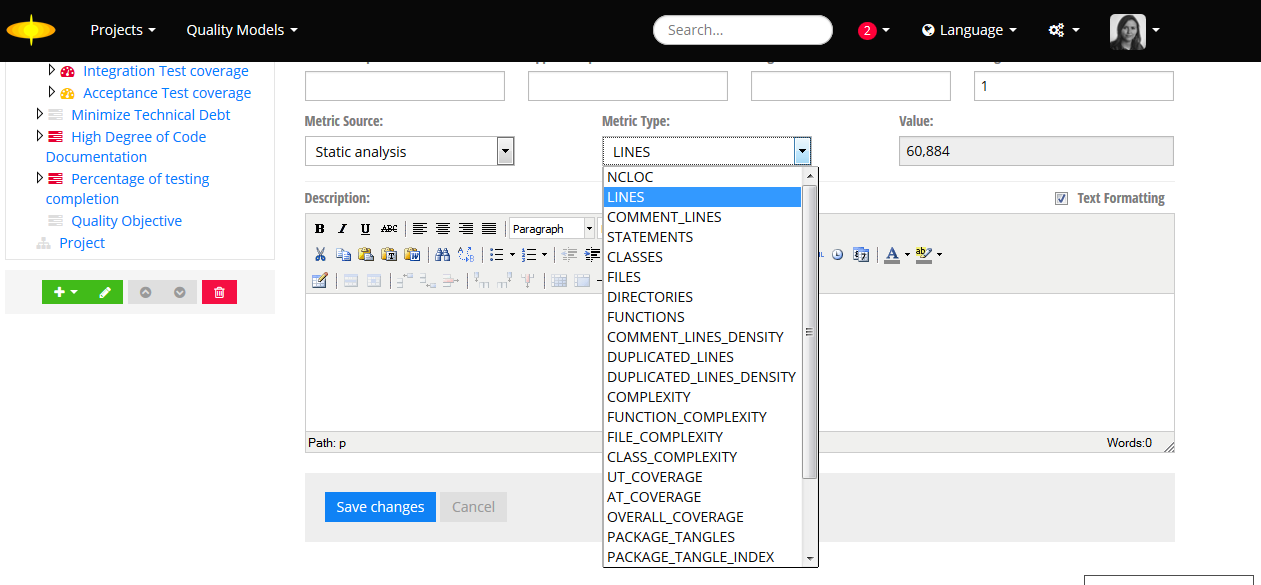 Projects
Quality Models
Search...
2
Language
Integration Test coverage
Acceptance Test coverage
Minimize Technical Debt
High Degree of Code
Documentation
Percentage of testing
completion
Quality Objective
Project
1
Metric Source:
Metric Type:
Value:
Static analysis
LINES
60,884
NCLOC
LINES
COMMENT_LINES
STATEMENTS
CLASSES
FILES
DIRECTORIES
FUNCTIONS
COMMENT_LINES_DENSITY
DUPLICATED_LINES
DUPLICATED_LINES_DENSITY
COMPLEXITY
FUNCTION_COMPLEXITY
FILE_COMPLEXITY
CLASS_COMPLEXITY
UT_COVERAGE
AT_COVERAGE
OVERALL_COVERAGE
PACKAGE_TANGLES
PACKAGE_TANGLE_INDEX
Description:
Text Formatting
B I U ABC
Paragraph
Path: p
Words:0
Save changes
Cancel